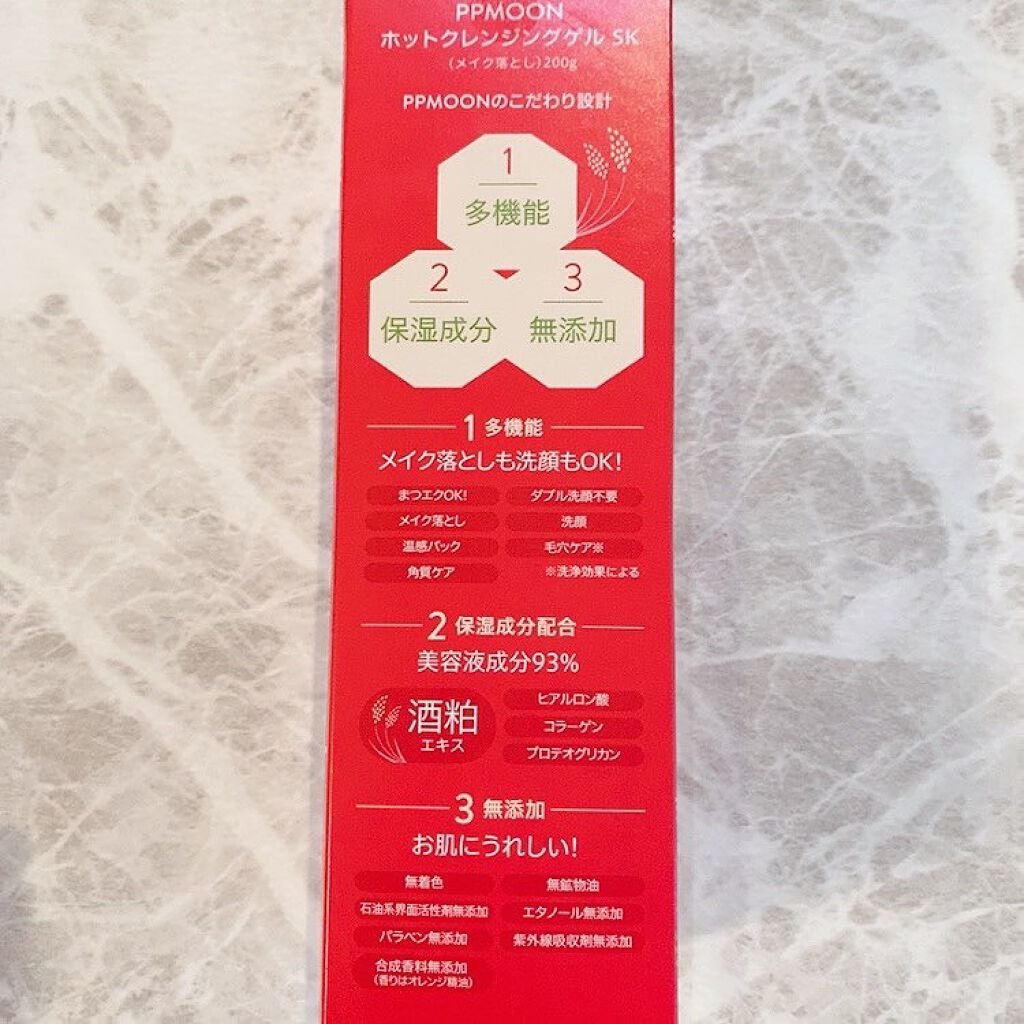 PPMOON
ホットクレンジングゲル SK
(メイク落とし)200g
PPMOONのこだわり設計
1
多機能
2
保湿成分
3
無添加
1 多機能
メイク落としも洗顔もOK!
まつエクOK! ダブル洗顔不要
メイク落とし 洗顔
温感パック 毛穴ケア※
角質ケア ※洗浄効果による
2 保湿成分配合
美容液成分93%
酒粕
エキス
ヒアルロン酸
コラーゲン
プロテオグリカン
3 無添加
お肌にうれしい!
無着色 無鉱物油
石油系界面活性剤無添加 エタノール無添加
パラベン無添加 紫外線吸収剤無添加
合成香料無添加
(香りはオレンジ精油)